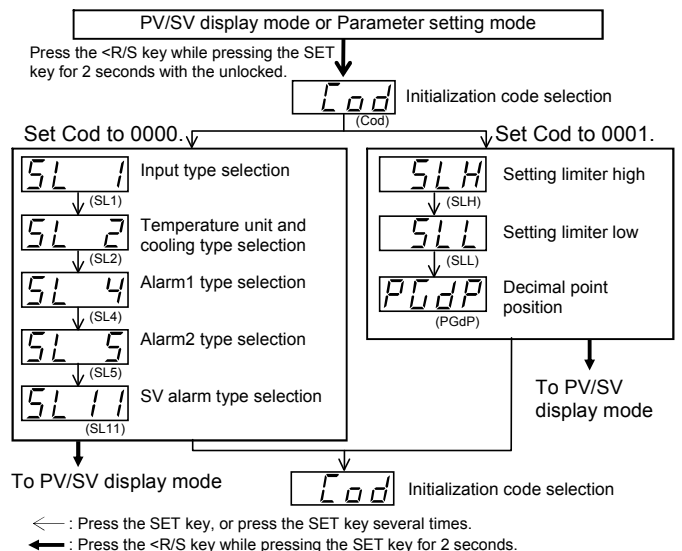 PV/SV display mode or Parameter setting mode
Press the <R/S key while pressing the SET
key for 2 seconds with the unlocked.
Cod
Initialization code selection
(Cod)
Set Cod to 0000.
Set Cod to 0001.
SL 1
Input type selection
(SL1)
SL 2
Temperature unit and
cooling type selection
(SL2)
SL 4
Alarm1 type selection
(SL4)
SL 5
Alarm2 type selection
(SL5)
SL 11
SV alarm type selection
(SL11)
SLH
Setting limiter high
(SLH)
SLL
Setting limiter low
(SLL)
PGdP
Decimal point
position
(PGdP)
To PV/SV display mode
To PV/SV
display mode
Cod
Initialization code selection
: Press the SET key, or press the SET key several times.
: Press the <R/S key while pressing the SET key for 2 seconds.